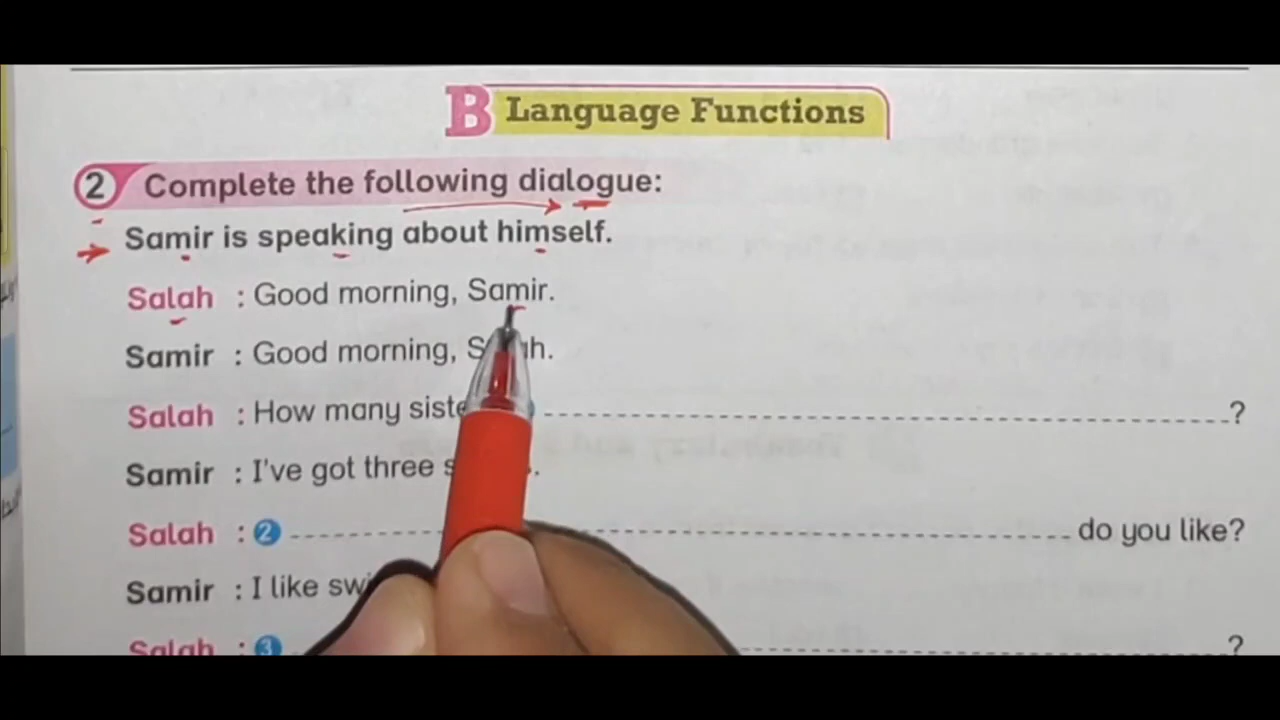 B Language Functions
2 Complete the following dialogue:
Samir is speaking about himself.
Salah : Good morning, Samir.
Samir : Good morning,
Salah : How many ?
Samir : I've got three
Salah : 2 do you like?
Samir : I like
Salah : 3 ?